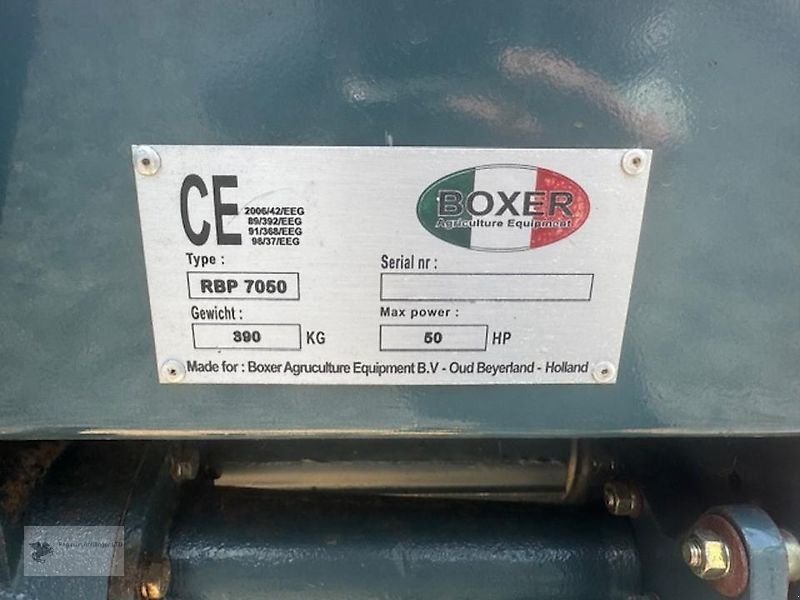 CE
2006/42/EEG
89/392/EEG
91/368/EEG
98/37/EEG
BOXER
Agriculture Equipment
Type :
RBP 7050
Serial nr :
Gewicht :
390 KG
Max power :
50 HP
Made for : Boxer Agruculture Equipment B.V - Oud Beyerland - Holland